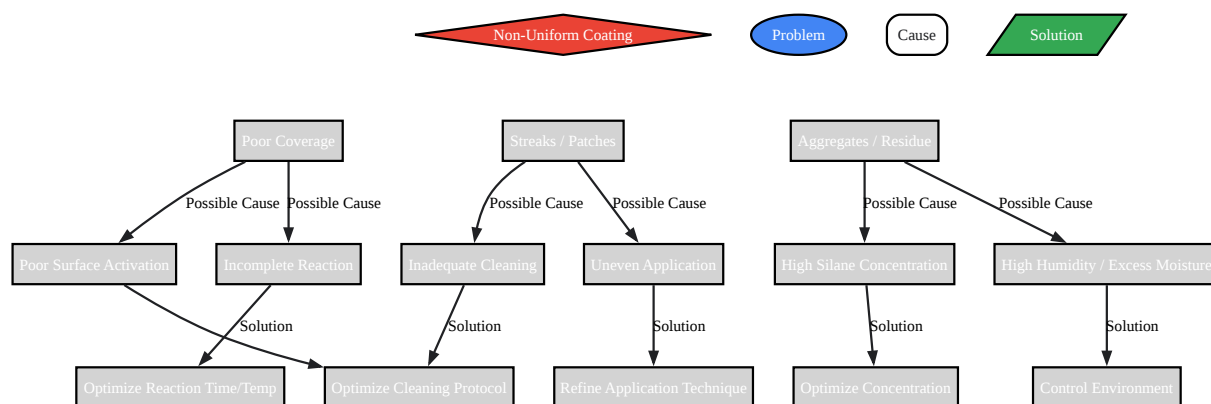 Non-Uniform Coating
Problem
Cause
Solution
Poor Coverage
Streaks / Patches
Aggregates / Residue
Possible Cause
Possible Cause
Possible Cause
Possible Cause
Possible Cause
Possible Cause
Poor Surface Activation
Incomplete Reaction
Inadequate Cleaning
Uneven Application
High Silane Concentration
High Humidity / Excess Moisture
Solution
Solution
Solution
Solution
Solution
Optimize Reaction Time/Temp
Optimize Cleaning Protocol
Refine Application Technique
Optimize Concentration
Control Environment